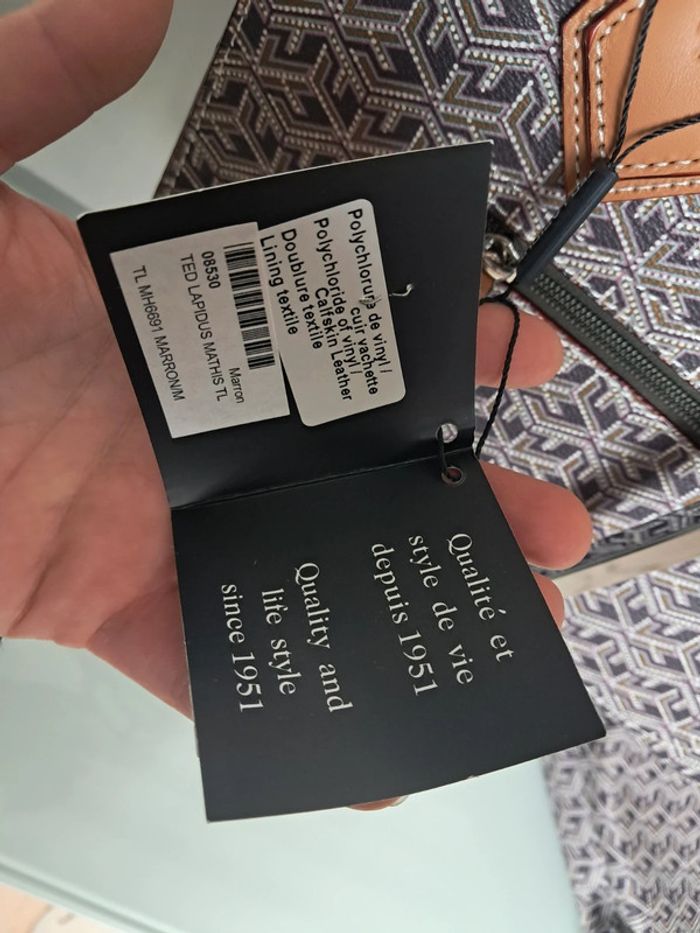 Polychlorure de vinyl /
cuir vachette
Polychloride of vinyl /
Calfskin Leather
Doublure textile
Lining textile
Marron
08530
TED LAPIDUS MATHIS TL
TL MH6691 MARRON/M
Qualité et
style de vie
depuis 1951
Quality and
life style
since 1951